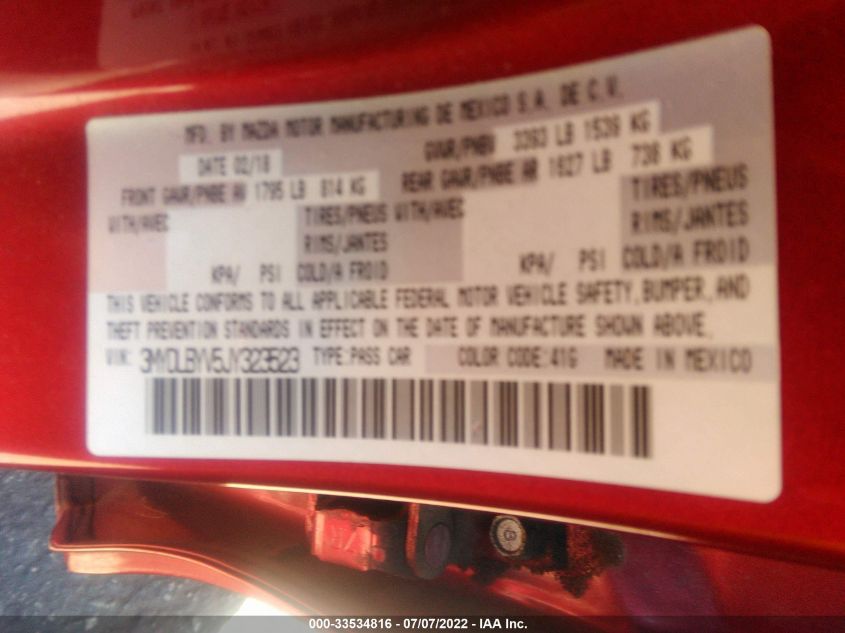 MFD. BY MAZDA MOTOR MANUFACTURING DE MEXICO S.A. DE C.V.
DATE 02/18 GVWR/PNBV 3393 LB 1539 KG
FRONT GAWR/PNBE AV 1795 LB 814 KG REAR GAWR/PNBE AR 1627 LB 738 KG
WITH/AVEC TIRES/PNEUS WITH/AVEC TIRES/PNEUS
RIMS/JANTES RIMS/JANTES
KPA/ PSI COLD/A FROID KPA/ PSI COLD/A FROID
THIS VEHICLE CONFORMS TO ALL APPLICABLE FEDERAL MOTOR VEHICLE SAFETY, BUMPER, AND
THEFT PREVENTION STANDARDS IN EFFECT ON THE DATE OF MANUFACTURE SHOWN ABOVE.
VIN: 3MYDLBYV5JY323523 TYPE:PASS CAR COLOR CODE:41G MADE IN MEXICO
000-33534816 - 07/07/2022 - IAA Inc.